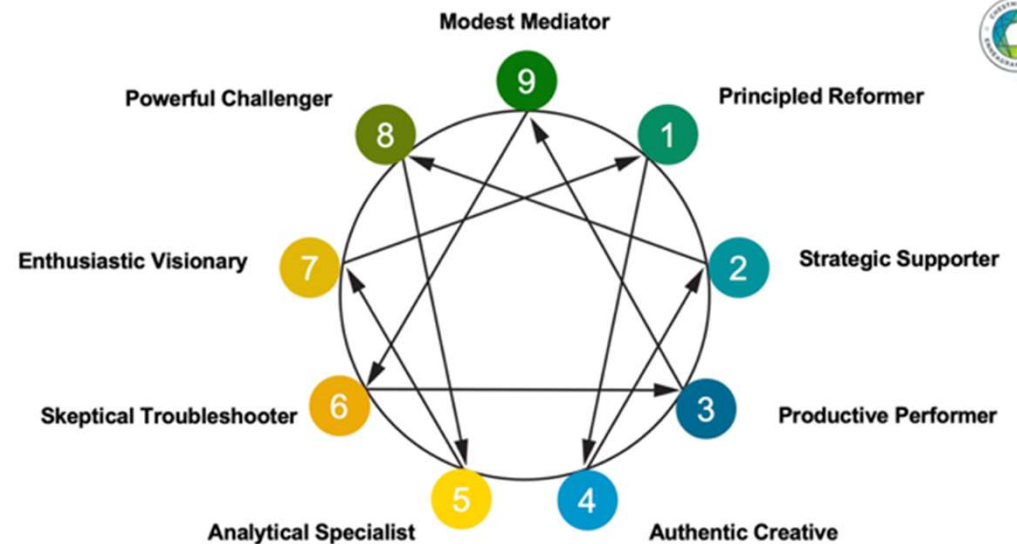 Modest Mediator
9
Powerful Challenger
8
Principled Reformer
1
Enthusiastic Visionary
7
2
Strategic Supporter
Skeptical Troubleshooter
6
3
Productive Performer
5
4
Analytical Specialist
Authentic Creative